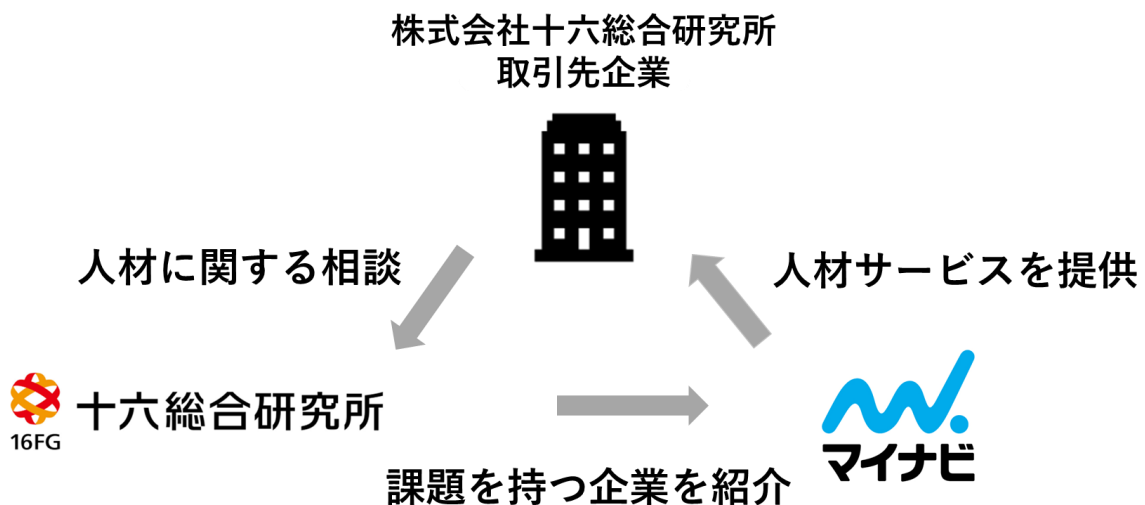 株式会社十六総合研究所
取引先企業
人材に関する相談
人材サービスを提供
十六総合研究所
16FG
マイナビ
課題を持つ企業を紹介